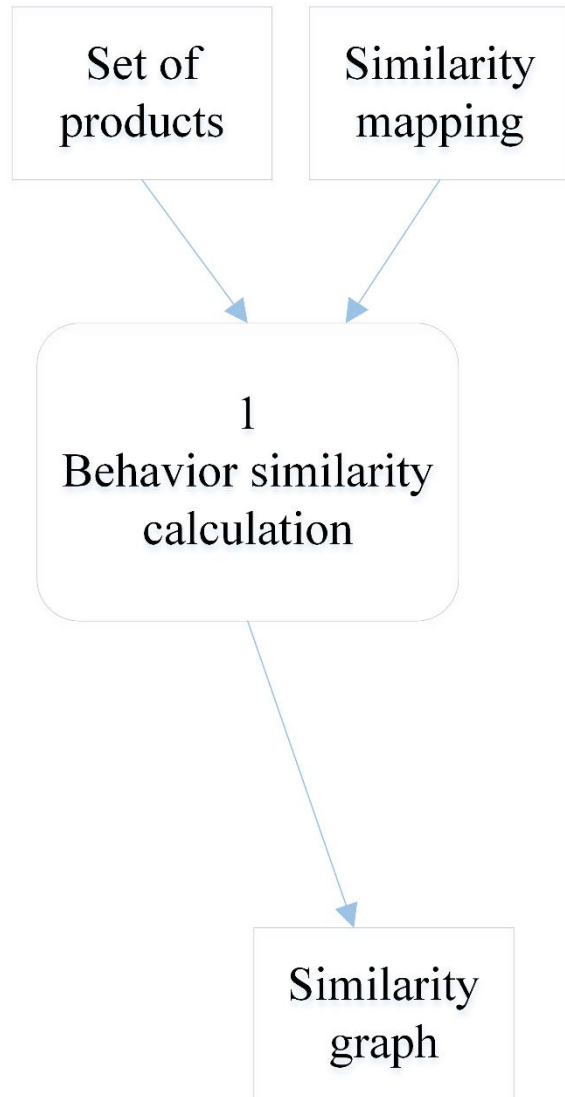 Set of
products
Similarity
mapping
1
Behavior similarity
calculation
Similarity
graph